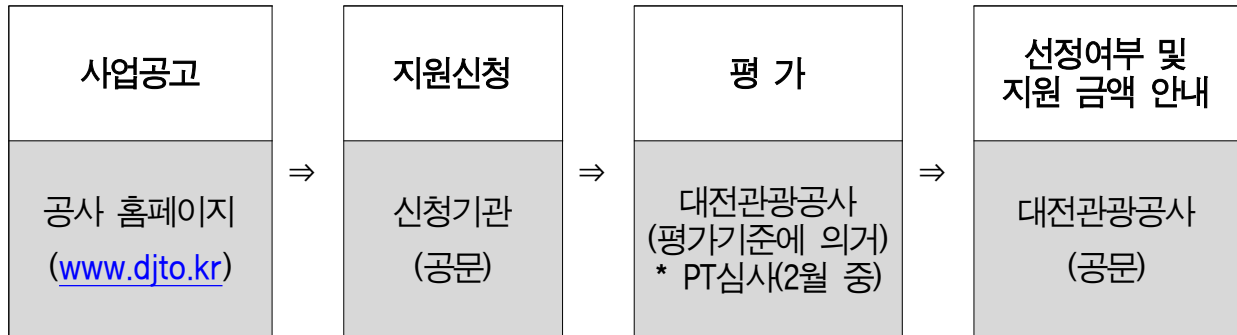 사업공고
공사 홈페이지
(www.djto.kr)
⇒
지원신청
신청기관
(공문)
⇒
평 가
대전관광공사
(평가기준에 의거)
* PT심사(2월 중)
⇒
선정여부 및
지원 금액 안내
대전관광공사
(공문)